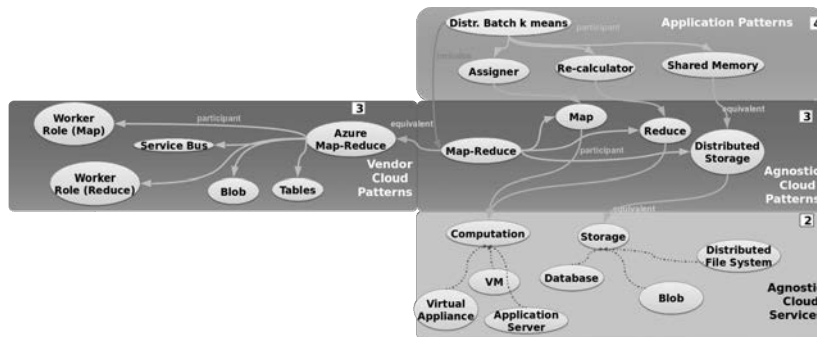 Distr. Batch k means
Application Patterns
4
participant
Assigner
Re-calculator
Shared Memory
3
3
Worker
Role (Map)
participant
Service Bus
Azure
Map-Reduce
equivalent
Map
Reduce
equivalent
Map-Reduce
participant
Distributed
Storage
Worker
Role (Reduce)
Blob
Tables
Vendor
Cloud
Patterns
Agnostic
Cloud
Patterns
equivalent
2
Computation
Storage
Distributed
File System
VM
Database
Virtual
Appliance
Application
Server
Blob
Agnostic
Cloud
Services